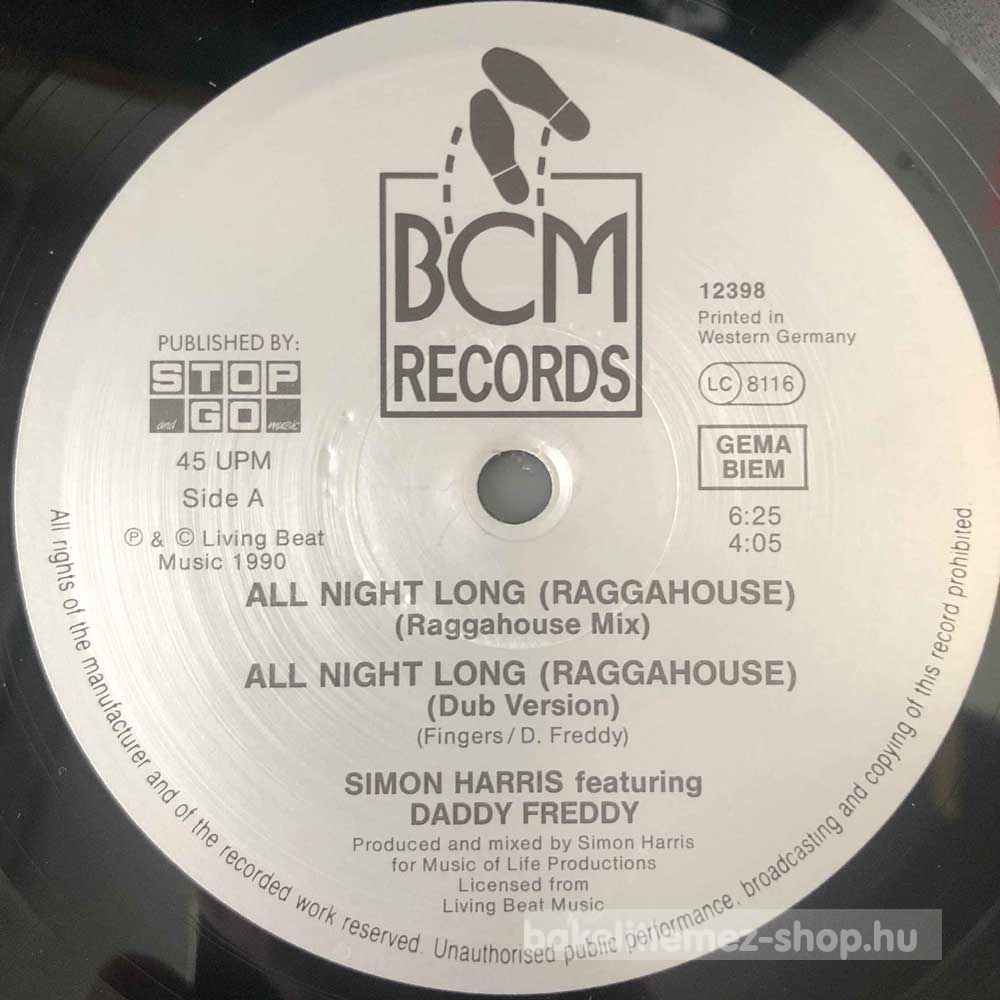 BCM
RECORDS
12398
Printed in
Western Germany
LC 8116
GEMA
BIEM
PUBLISHED BY:
STOP
and GO music
45 UPM
Side A
℗ & © Living Beat
Music 1990
6:25
4:05
ALL NIGHT LONG (RAGGAHOUSE)
(Raggahouse Mix)
ALL NIGHT LONG (RAGGAHOUSE)
(Dub Version)
(Fingers/D. Freddy)
SIMON HARRIS featuring
DADDY FREDDY
Produced and mixed by Simon Harris
for Music of Life Productions
Licensed from
Living Beat Music
All rights of the manufacturer and of the recorded work reserved. Unauthorised public performance, broadcasting and copying of this record prohibited.
bakelitlemez-shop.hu